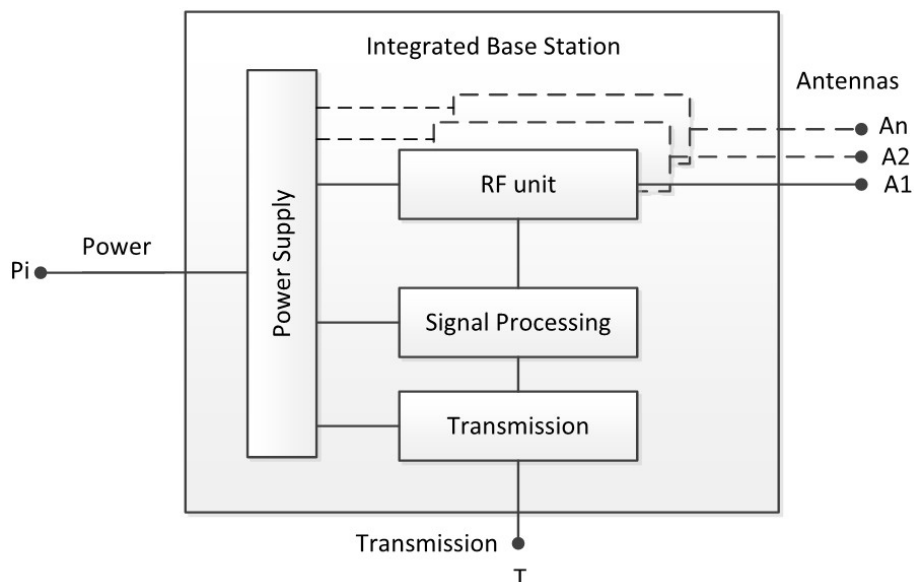 Integrated Base Station
Antennas
An
A2
A1
RF unit
Power Supply
Power
Pi
Signal Processing
Transmission
Transmission
T